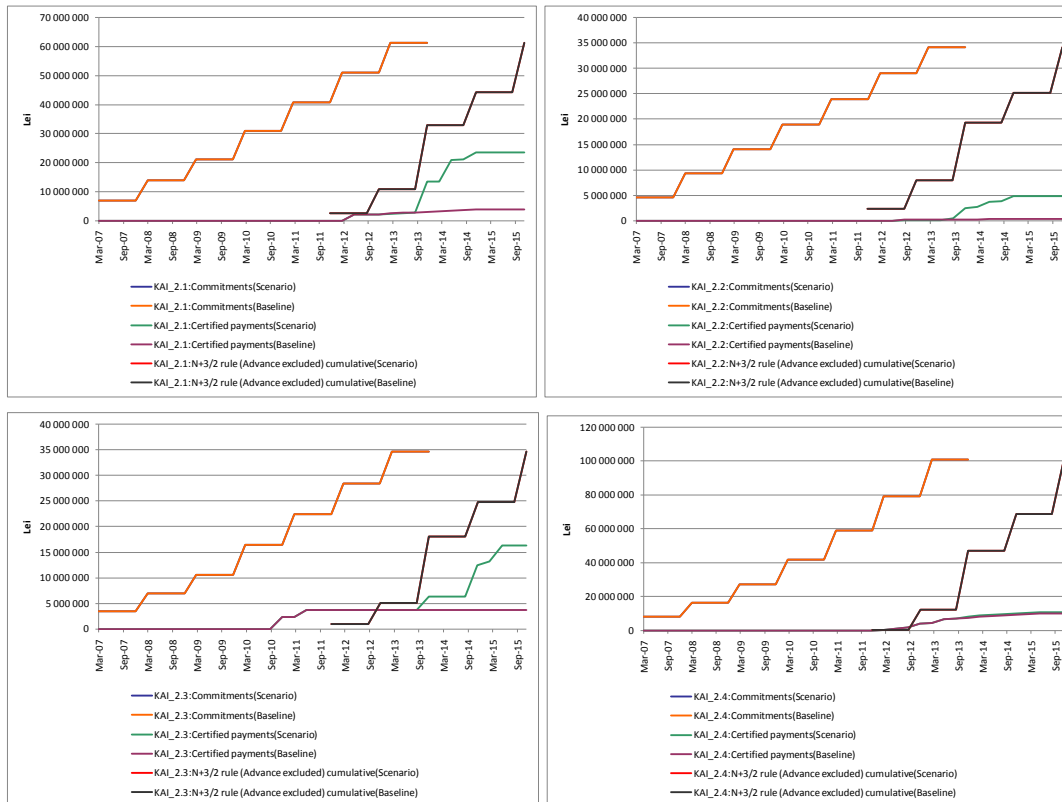 70 000 000
60 000 000
50 000 000
40 000 000
30 000 000
20 000 000
10 000 000
0
Lei
Mar-07
Sep-07
Mar-08
Sep-08
Mar-09
Sep-09
Mar-10
Sep-10
Mar-11
Sep-11
Mar-12
Sep-12
Mar-13
Sep-13
Mar-14
Sep-14
Mar-15
Sep-15
KAI_2.1:Commitments(Scenario)
KAI_2.1:Commitments(Baseline)
KAI_2.1:Certified payments(Scenario)
KAI_2.1:Certified payments(Baseline)
KAI_2.1:N+3/2 rule (Advance excluded) cumulative(Scenario)
KAI_2.1:N+3/2 rule (Advance excluded) cumulative(Baseline)
40 000 000
35 000 000
30 000 000
25 000 000
20 000 000
15 000 000
10 000 000
5 000 000
0
Lei
Mar-07
Sep-07
Mar-08
Sep-08
Mar-09
Sep-09
Mar-10
Sep-10
Mar-11
Sep-11
Mar-12
Sep-12
Mar-13
Sep-13
Mar-14
Sep-14
Mar-15
Sep-15
KAI_2.2:Commitments(Scenario)
KAI_2.2:Commitments(Baseline)
KAI_2.2:Certified payments(Scenario)
KAI_2.2:Certified payments(Baseline)
KAI_2.2:N+3/2 rule (Advance excluded) cumulative(Scenario)
KAI_2.2:N+3/2 rule (Advance excluded) cumulative(Baseline)
40 000 000
35 000 000
30 000 000
25 000 000
20 000 000
15 000 000
10 000 000
5 000 000
0
Lei
Mar-07
Sep-07
Mar-08
Sep-08
Mar-09
Sep-09
Mar-10
Sep-10
Mar-11
Sep-11
Mar-12
Sep-12
Mar-13
Sep-13
Mar-14
Sep-14
Mar-15
Sep-15
KAI_2.3:Commitments(Scenario)
KAI_2.3:Commitments(Baseline)
KAI_2.3:Certified payments(Scenario)
KAI_2.3:Certified payments(Baseline)
KAI_2.3:N+3/2 rule (Advance excluded) cumulative(Scenario)
KAI_2.3:N+3/2 rule (Advance excluded) cumulative(Baseline)
120 000 000
100 000 000
80 000 000
60 000 000
40 000 000
20 000 000
0
Lei
Mar-07
Sep-07
Mar-08
Sep-08
Mar-09
Sep-09
Mar-10
Sep-10
Mar-11
Sep-11
Mar-12
Sep-12
Mar-13
Sep-13
Mar-14
Sep-14
Mar-15
Sep-15
KAI_2.4:Commitments(Scenario)
KAI_2.4:Commitments(Baseline)
KAI_2.4:Certified payments(Scenario)
KAI_2.4:Certified payments(Baseline)
KAI_2.4:N+3/2 rule (Advance excluded) cumulative(Scenario)
KAI_2.4:N+3/2 rule (Advance excluded) cumulative(Baseline)